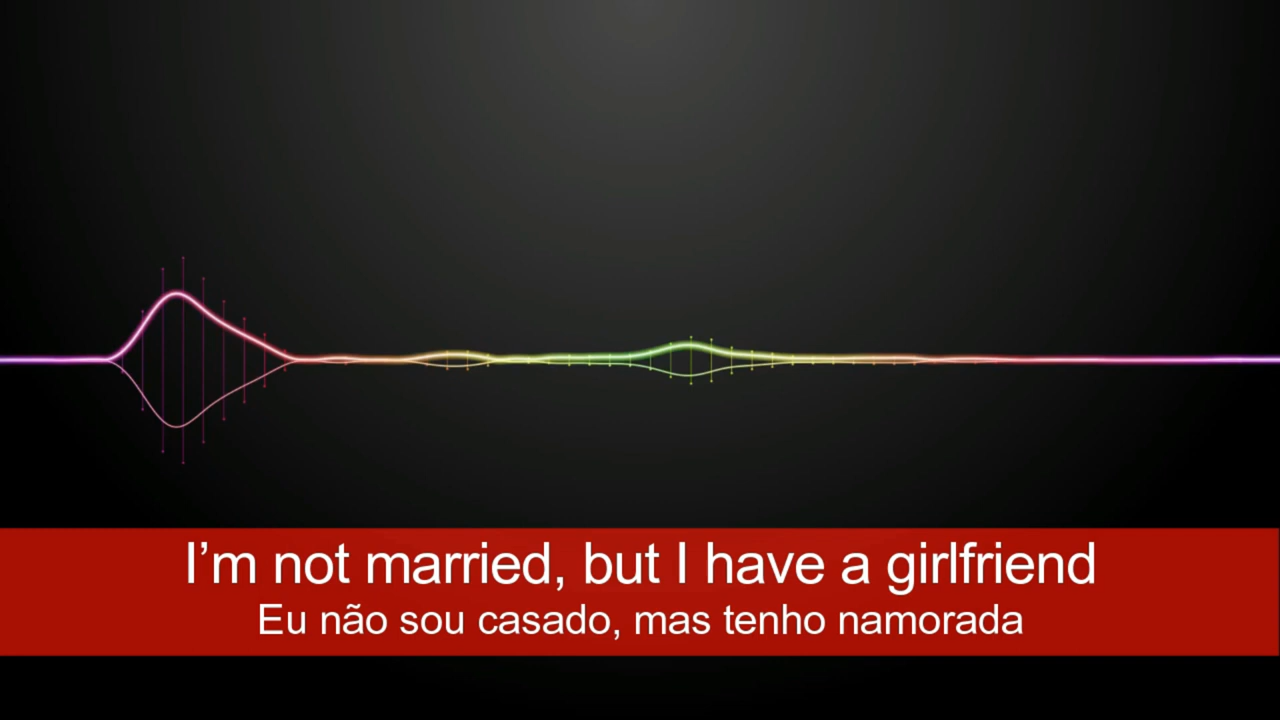 I’m not married, but I have a girlfriend
Eu não sou casado, mas tenho namorada